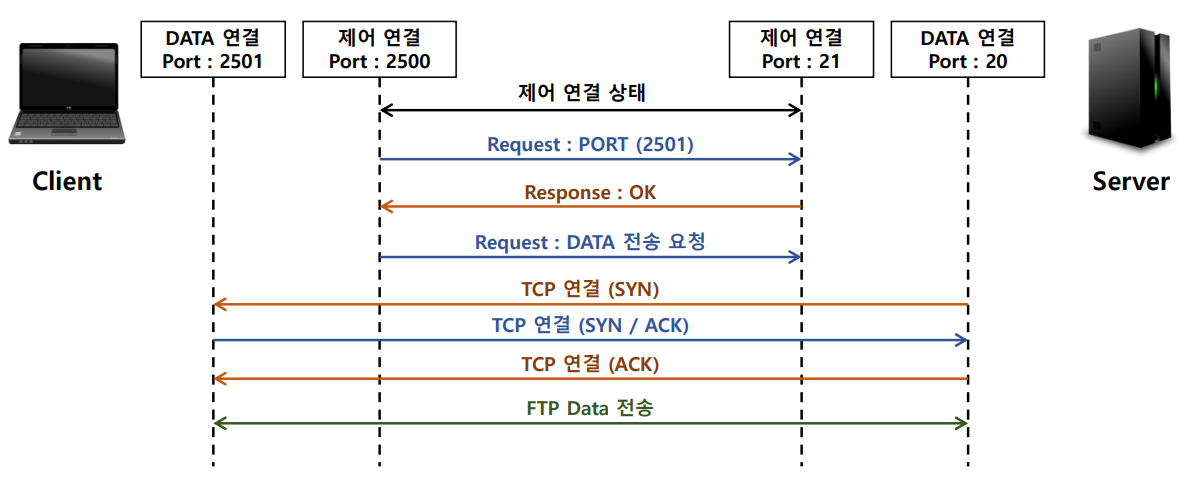 DATA 연결
Port : 2501
제어 연결
Port : 2500
제어 연결
Port : 21
DATA 연결
Port : 20
제어 연결 상태
Request : PORT (2501)
Client
Server
Response : OK
Request : DATA 전송 요청
TCP 연결 (SYN)
TCP 연결 (SYN / ACK)
TCP 연결 (ACK)
FTP Data 전송